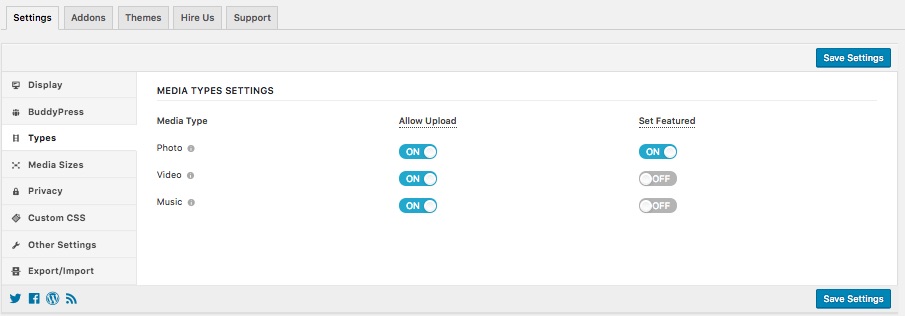 Settings Addons Themes Hire Us Support
Save Settings
Display
BuddyPress
Types
Media Sizes
Privacy
Custom CSS
Other Settings
Export/Import
MEDIA TYPES SETTINGS
Media Type Allow Upload Set Featured
Photo ON ON
Video ON OFF
Music ON OFF
Save Settings